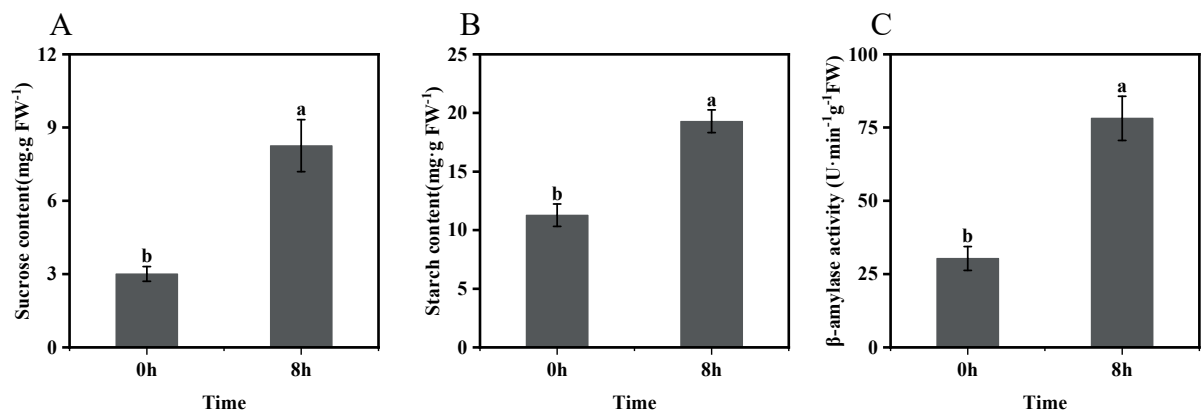 A
Sucrose content(mg.g FW⁻¹)
12
9
6
3
0
b
a
0h
8h
Time
B
Starch content(mg·g FW⁻¹)
25
20
15
10
5
0
b
a
0h
8h
Time
C
β-amylase activity (U·min⁻¹g⁻¹FW)
100
75
50
25
0
b
a
0h
8h
Time